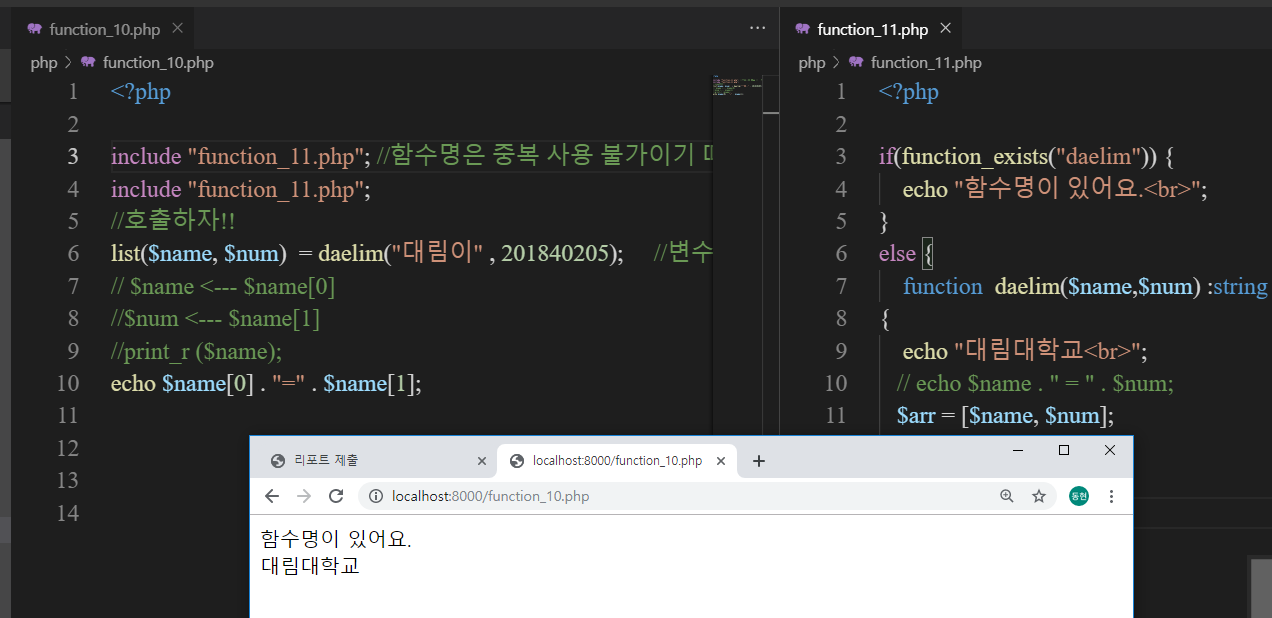 function_10.php
php > function_10.php
1 <?php
2
3 include "function_11.php"; //함수명은 중복 사용 불가이기
4 include "function_11.php";
5 //호출하자!!
6 list($name, $num)  = daelim("대림이" , 201840205);     //변수
7 // $name <--- $name[0]
8 //$num <--- $name[1]
9 //print_r ($name);
10 echo $name[0] . "=" . $name[1];
11
12
13
14
function_11.php
php > function_11.php
1 <?php
2
3 if(function_exists("daelim")) {
4     echo "함수명이 있어요.<br>";
5 }
6 else {
7     function  daelim($name,$num) :string
8 {
9     echo "대림대학교<br>";
10    // echo $name . " = " . $num;
11    $arr = [$name, $num];
리포트 제출
localhost:8000/function_10.php
localhost:8000/function_10.php
동현
함수명이 있어요.
대림대학교